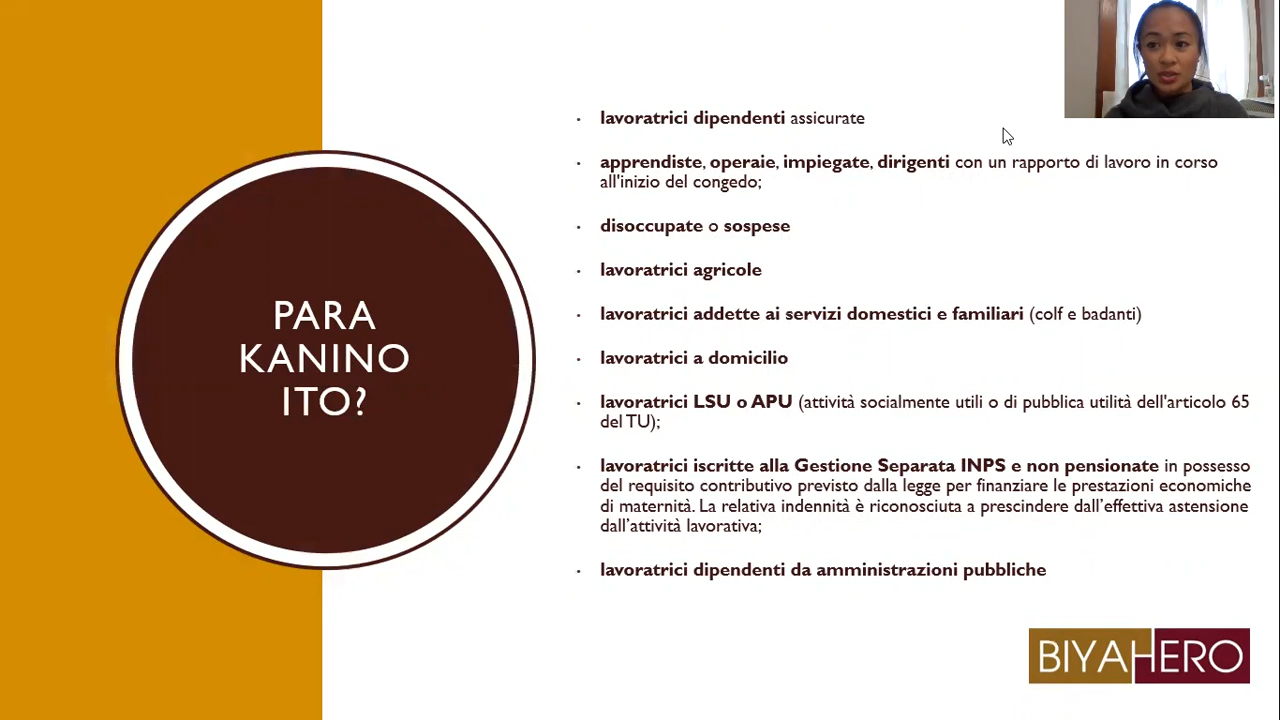 PARA
KANINO
ITO?
lavoratrici dipendenti assicurate
apprendiste, operaie, impiegate, dirigenti con un rapporto di lavoro in corso
all'inizio del congedo;
disoccupate o sospese
lavoratrici agricole
lavoratrici addette ai servizi domestici e familiari (colf e badanti)
lavoratrici a domicilio
lavoratrici LSU o APU (attività socialmente utili o di pubblica utilità dell'articolo 65
del TU);
lavoratrici iscritte alla Gestione Separata INPS e non pensionate in possesso
del requisito contributivo previsto dalla legge per finanziare le prestazioni economiche
di maternità. La relativa indennità è riconosciuta a prescindere dall’effettiva astensione
dall’attività lavorativa;
lavoratrici dipendenti da amministrazioni pubbliche
BIYAHERO